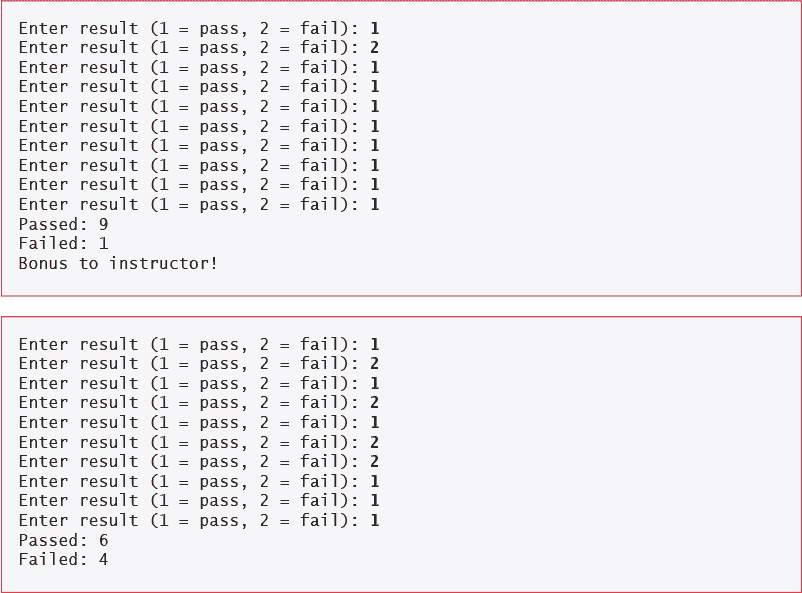 Enter result (1 = pass, 2 = fail): 1
Enter result (1 = pass, 2 = fail): 2
Enter result (1 = pass, 2 = fail): 1
Enter result (1 = pass, 2 = fail): 1
Enter result (1 = pass, 2 = fail): 1
Enter result (1 = pass, 2 = fail): 1
Enter result (1 = pass, 2 = fail): 1
Enter result (1 = pass, 2 = fail): 1
Enter result (1 = pass, 2 = fail): 1
Enter result (1 = pass, 2 = fail): 1
Passed: 9
Failed: 1
Bonus to instructor!
Enter result (1 = pass, 2 = fail): 1
Enter result (1 = pass, 2 = fail): 2
Enter result (1 = pass, 2 = fail): 1
Enter result (1 = pass, 2 = fail): 2
Enter result (1 = pass, 2 = fail): 1
Enter result (1 = pass, 2 = fail): 2
Enter result (1 = pass, 2 = fail): 2
Enter result (1 = pass, 2 = fail): 1
Enter result (1 = pass, 2 = fail): 1
Enter result (1 = pass, 2 = fail): 1
Passed: 6
Failed: 4